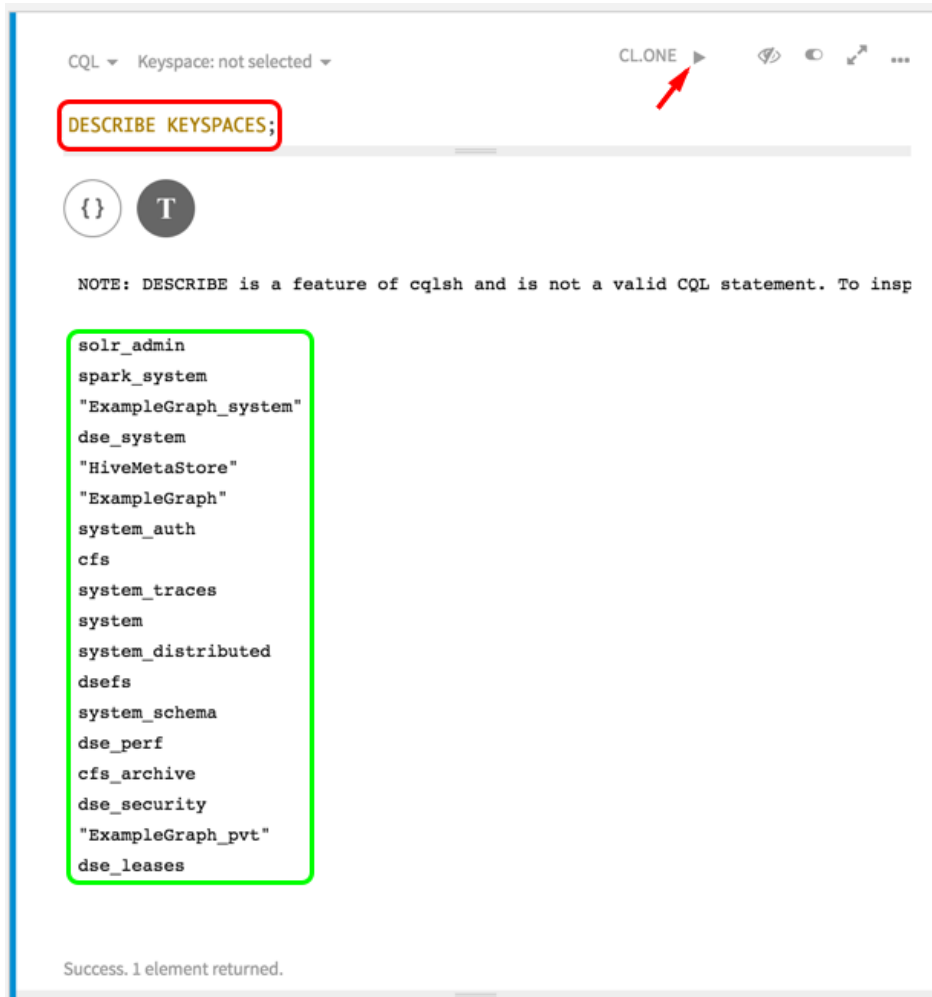 CQL Keyspace: not selected CL.ONE
DESCRIBE KEYSPACES;
{} T
NOTE: DESCRIBE is a feature of cqlsh and is not a valid CQL statement. To insp
solr_admin
spark_system
"ExampleGraph_system"
dse_system
"HiveMetaStore"
"ExampleGraph"
system_auth
cfs
system_traces
system
system_distributed
dsefs
system_schema
dse_perf
cfs_archive
dse_security
"ExampleGraph_pvt"
dse_leases
Success. 1 element returned.